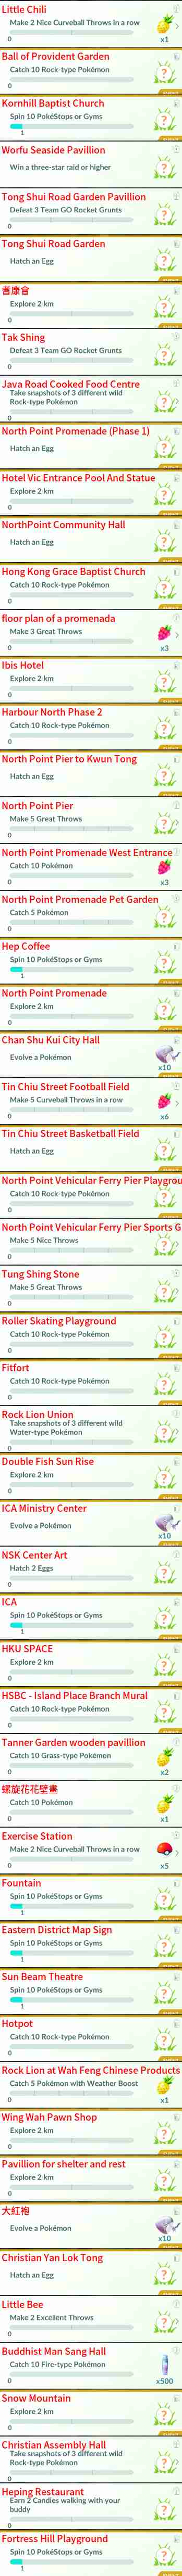 Little Chili
Make 2 Nice Curveball Throws in a row
0
x1
Ball of Provident Garden
Catch 10 Rock-type Pokémon
0
Kornhill Baptist Church
Spin 10 PokéStops or Gyms
1
Worfu Seaside Pavillion
Win a three-star raid or higher
Tong Shui Road Garden Pavillion
Defeat 3 Team GO Rocket Grunts
0
Tong Shui Road Garden
Hatch an Egg
耆康會
Explore 2 km
0
Tak Shing
Defeat 3 Team GO Rocket Grunts
0
Java Road Cooked Food Centre
Take snapshots of 3 different wild
Rock-type Pokémon
0
North Point Promenade (Phase 1)
Hatch an Egg
Hotel Vic Entrance Pool And Statue
Explore 2 km
0
NorthPoint Community Hall
Hatch an Egg
Hong Kong Grace Baptist Church
Catch 10 Rock-type Pokémon
0
floor plan of a promenada
Make 3 Great Throws
0
x3
Ibis Hotel
Explore 2 km
0
Harbour North Phase 2
Catch 10 Rock-type Pokémon
0
North Point Pier to Kwun Tong
Hatch an Egg
North Point Pier
Make 5 Great Throws
0
North Point Promenade West Entrance
Catch 10 Pokémon
0
x3
North Point Promenade Pet Garden
Catch 5 Pokémon
0
Hep Coffee
Spin 10 PokéStops or Gyms
1
North Point Promenade
Explore 2 km
0
Chan Shu Kui City Hall
Evolve a Pokémon
x10
Tin Chiu Street Football Field
Make 5 Curveball Throws in a row
0
x6
Tin Chiu Street Basketball Field
Hatch an Egg
North Point Vehicular Ferry Pier Playgrou
Catch 10 Rock-type Pokémon
0
North Point Vehicular Ferry Pier Sports G
Make 5 Nice Throws
0
Tung Shing Stone
Make 5 Great Throws
0
Roller Skating Playground
Catch 10 Rock-type Pokémon
0
Fitfort
Catch 10 Rock-type Pokémon
0
Rock Lion Union
Take snapshots of 3 different wild
Water-type Pokémon
0
Double Fish Sun Rise
Explore 2 km
0
ICA Ministry Center
Evolve a Pokémon
x10
NSK Center Art
Hatch 2 Eggs
0
ICA
Spin 10 PokéStops or Gyms
1
HKU SPACE
Explore 2 km
0
HSBC - Island Place Branch Mural
Catch 10 Rock-type Pokémon
0
Tanner Garden wooden pavillion
Catch 10 Grass-type Pokémon
0
x2
螺旋花花壁畫
Catch 10 Pokémon
0
x1
Exercise Station
Make 2 Nice Curveball Throws in a row
0
x5
Fountain
Spin 10 PokéStops or Gyms
1
Eastern District Map Sign
Spin 10 PokéStops or Gyms
1
Sun Beam Theatre
Spin 10 PokéStops or Gyms
1
Hotpot
Catch 10 Rock-type Pokémon
0
Rock Lion at Wah Feng Chinese Products
Catch 5 Pokémon with Weather Boost
0
x1
Wing Wah Pawn Shop
Explore 2 km
0
Pavillion for shelter and rest
Explore 2 km
0
大紅袍
Evolve a Pokémon
x10
Christian Yan Lok Tong
Hatch an Egg
Little Bee
Make 2 Excellent Throws
0
Buddhist Man Sang Hall
Catch 10 Fire-type Pokémon
0
x500
Snow Mountain
Explore 2 km
0
Christian Assembly Hall
Take snapshots of 3 different wild
Rock-type Pokémon
0
Heping Restaurant
Earn 2 Candies walking with your
buddy
0
Fortress Hill Playground
Spin 10 PokéStops or Gyms
1